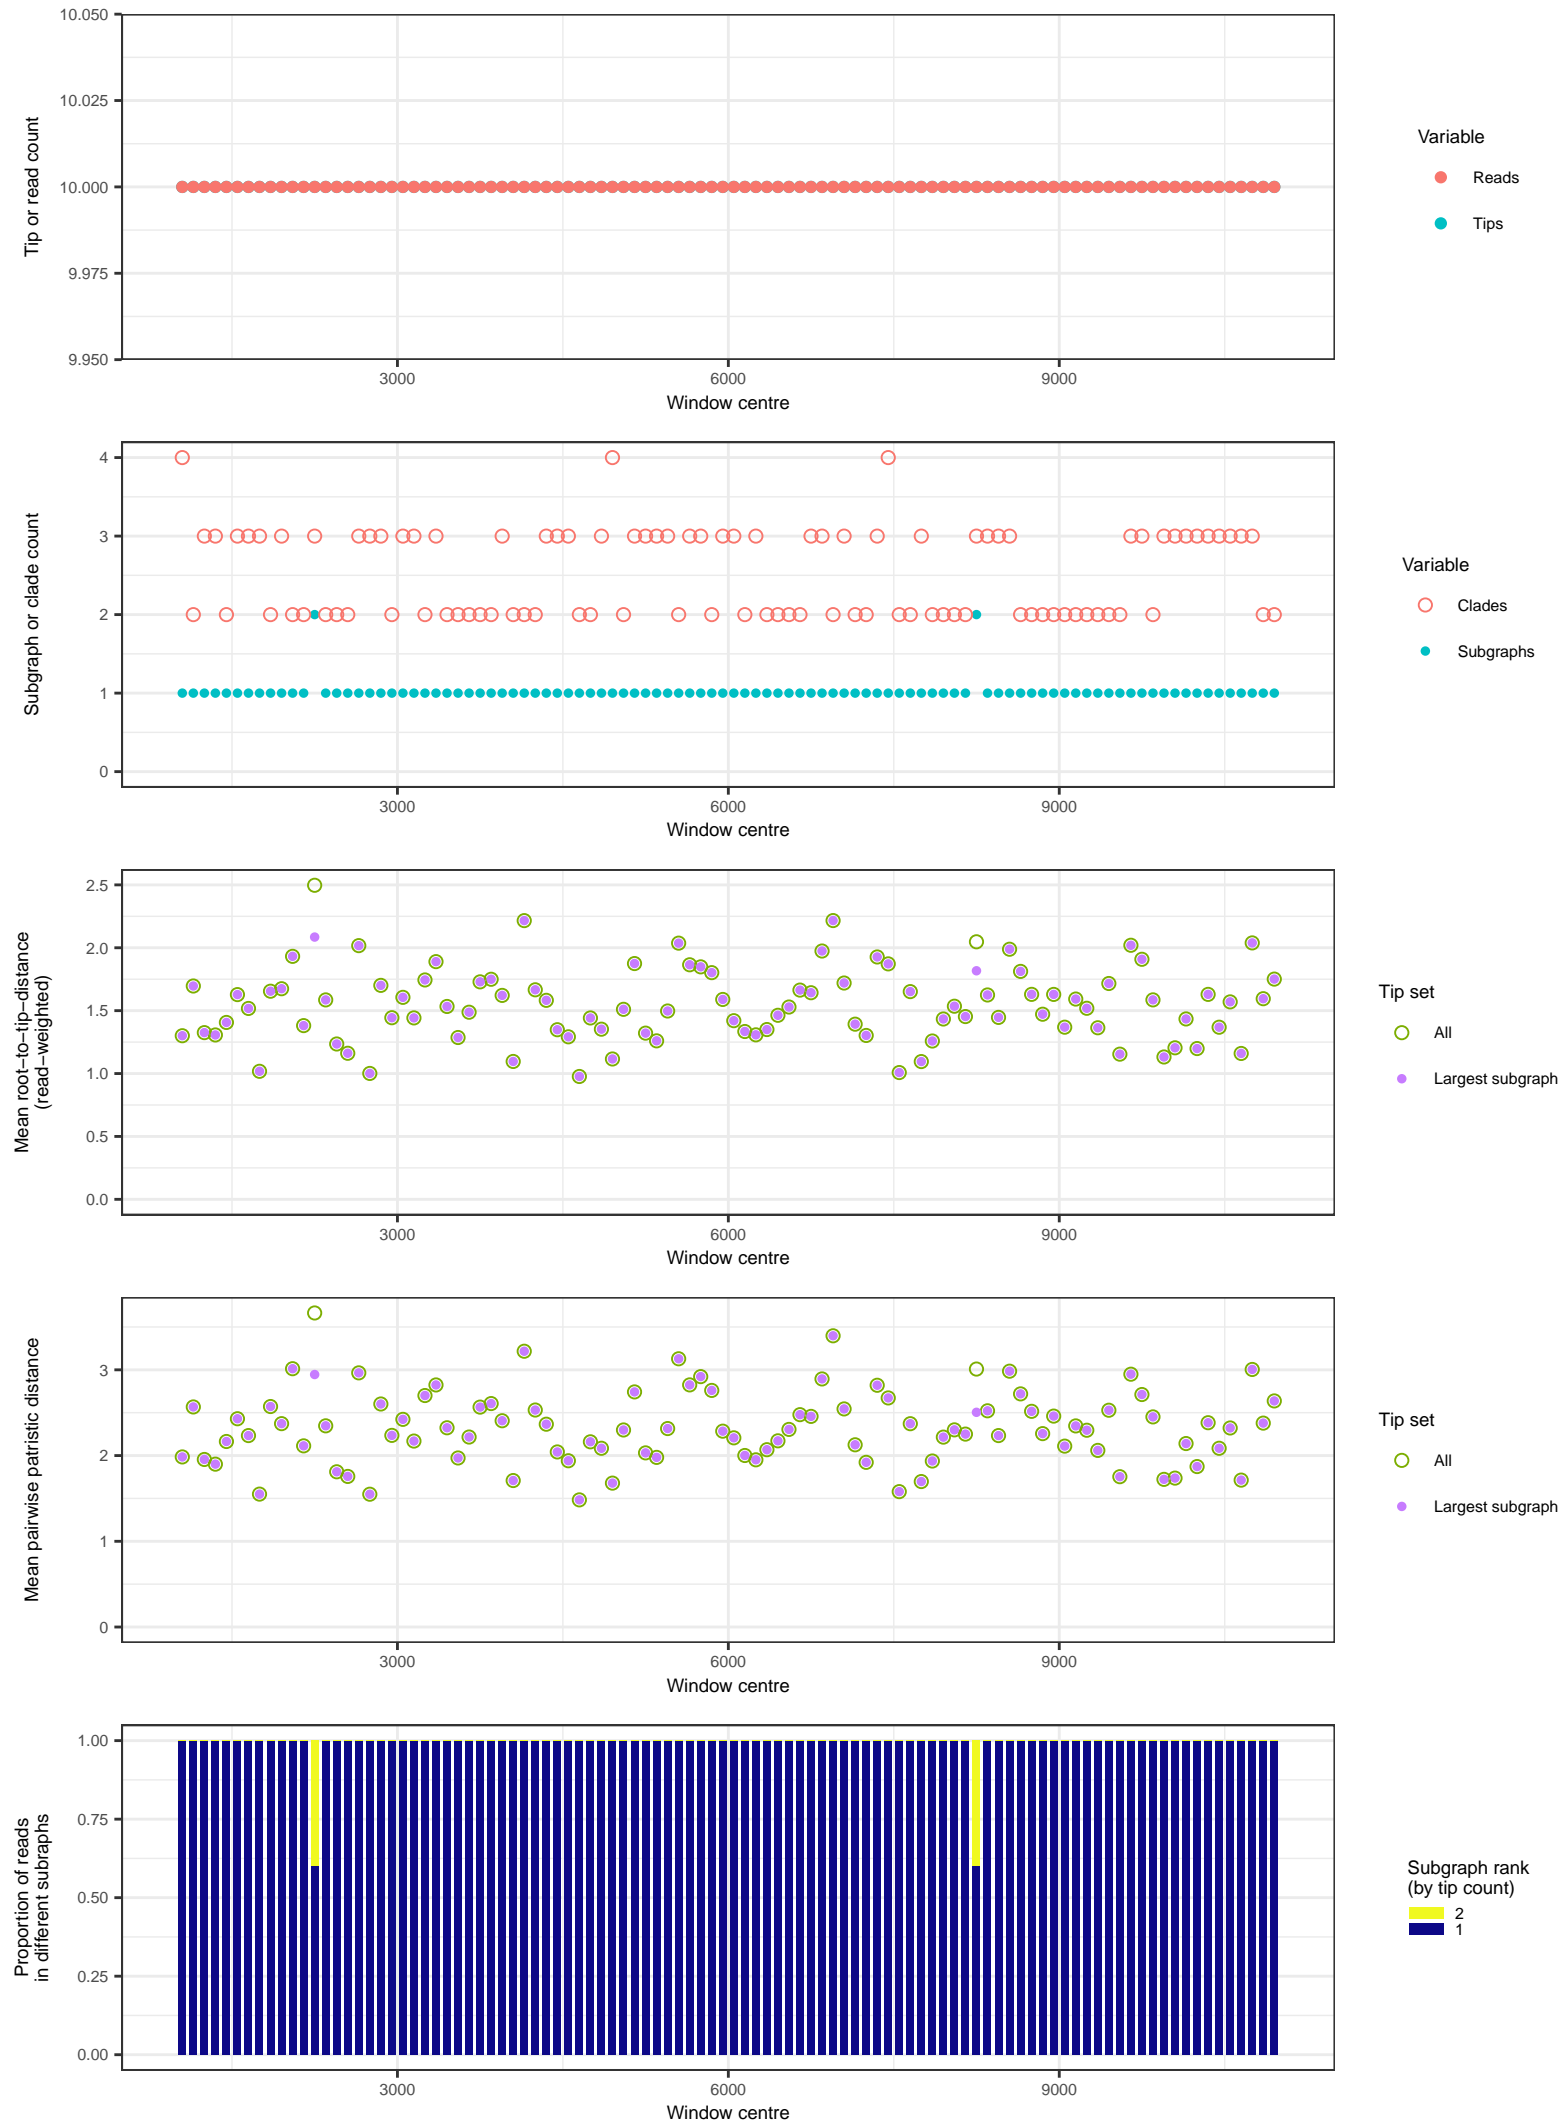 10.050
10.025
10.000
9.975
9.950
Tip or read count
3000 6000 9000
Window centre
Variable
Reads
Tips
4
3
2
1
0
Subgraph or clade count
3000 6000 9000
Window centre
Variable
Clades
Subgraphs
2.5
2.0
1.5
1.0
0.5
0.0
Mean root−to−tip−distance
(read−weighted)
3000 6000 9000
Window centre
Tip set
All
Largest subgraph
3
2
1
0
Mean pairwise patristic distance
3000 6000 9000
Window centre
Tip set
All
Largest subgraph
1.00
0.75
0.50
0.25
0.00
Proportion of reads
in different subraphs
3000 6000 9000
Window centre
Subgraph rank
(by tip count)
2
1